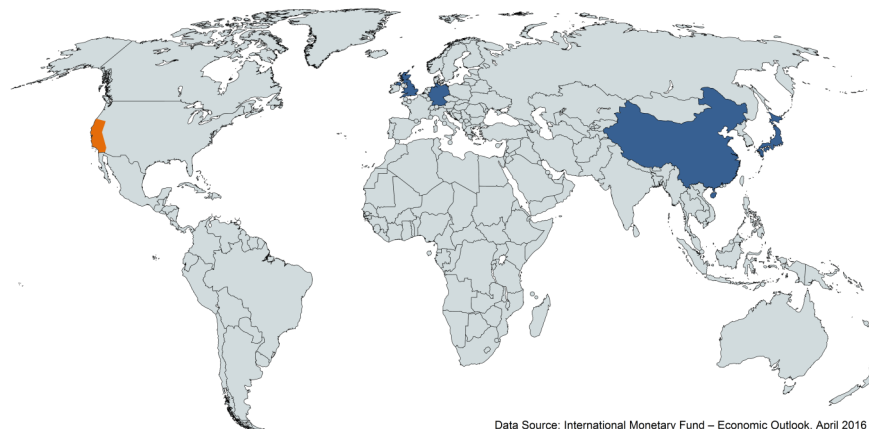 Data Source: International Monetary Fund – Economic Outlook, April 2016